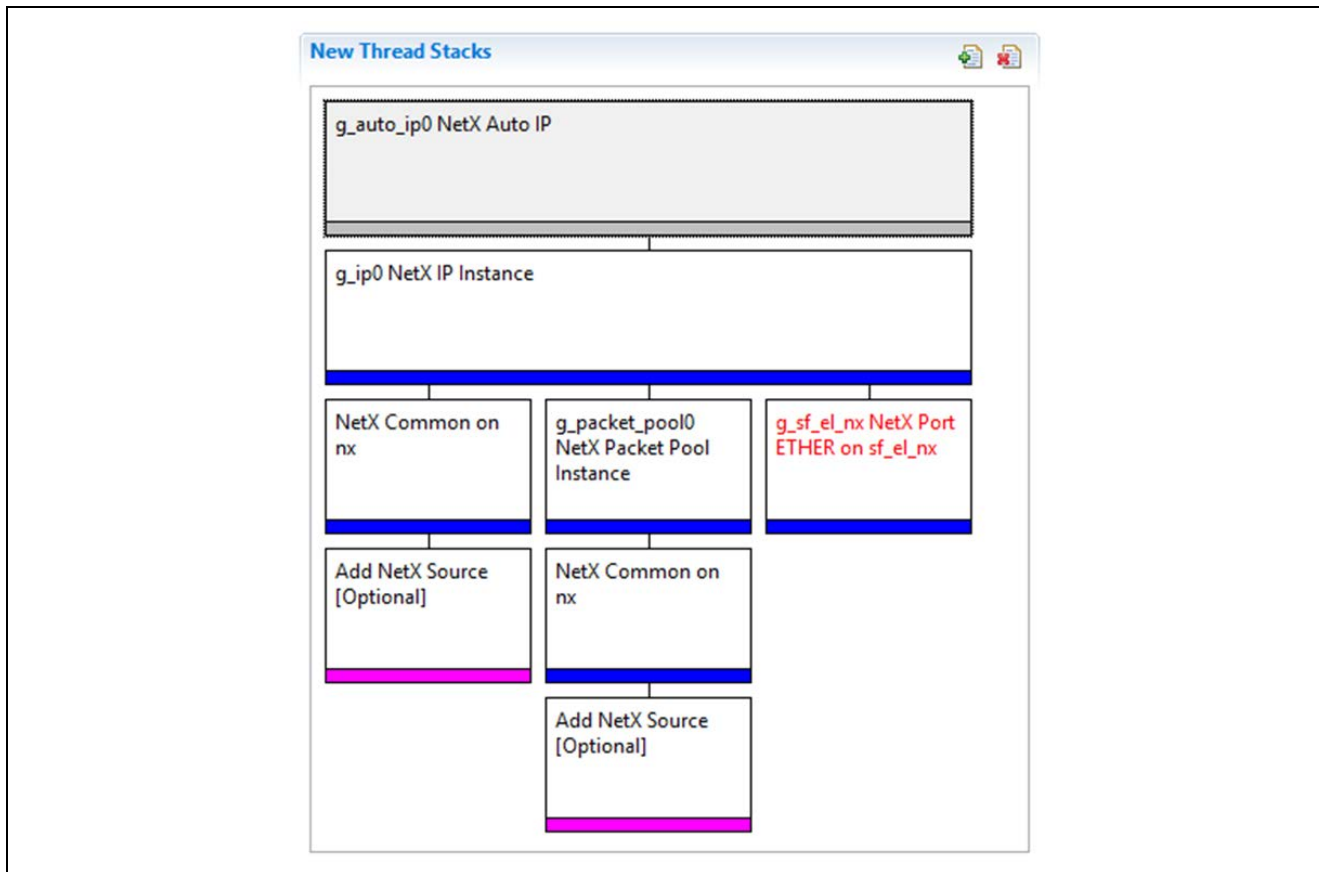 New Thread Stacks
g_auto_ip0 NetX Auto IP
g_ip0 NetX IP Instance
NetX Common on
nx
g_packet_pool0
NetX Packet Pool
Instance
g_sf_el_nx NetX Port
ETHER on sf_el_nx
Add NetX Source
[Optional]
NetX Common on
nx
Add NetX Source
[Optional]